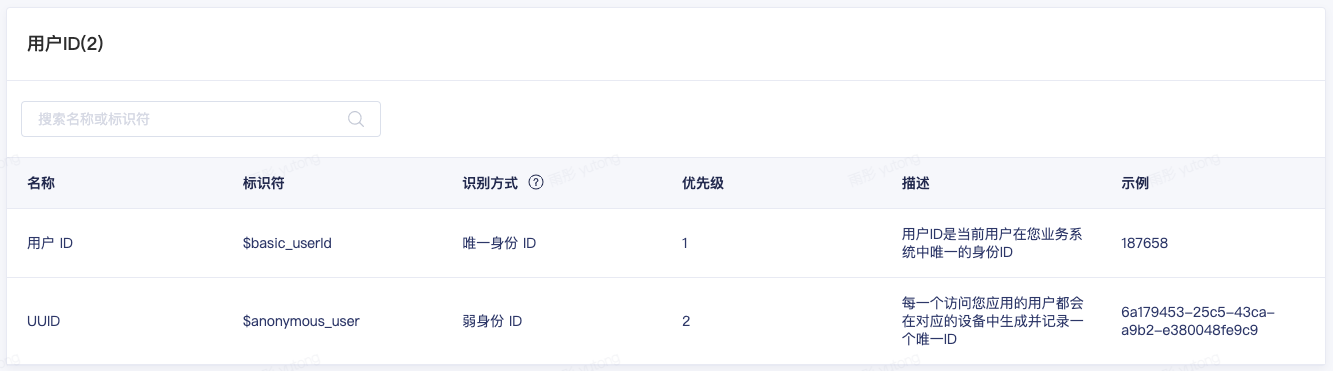 用户ID(2)
搜索名称或标识符
名称 标识符 识别方式 ? 优先级 描述 示例
用户 ID $basic_userId 唯一身份 ID 1 用户ID是当前用户在您业务系
统中唯一的身份ID 187658
UUID $anonymous_user 弱身份 ID 2 每一个访问您应用的用户都会
在对应的设备中生成并记录一
个唯一ID 6a179453-25c5-43ca-
a9b2-e380048fe9c9